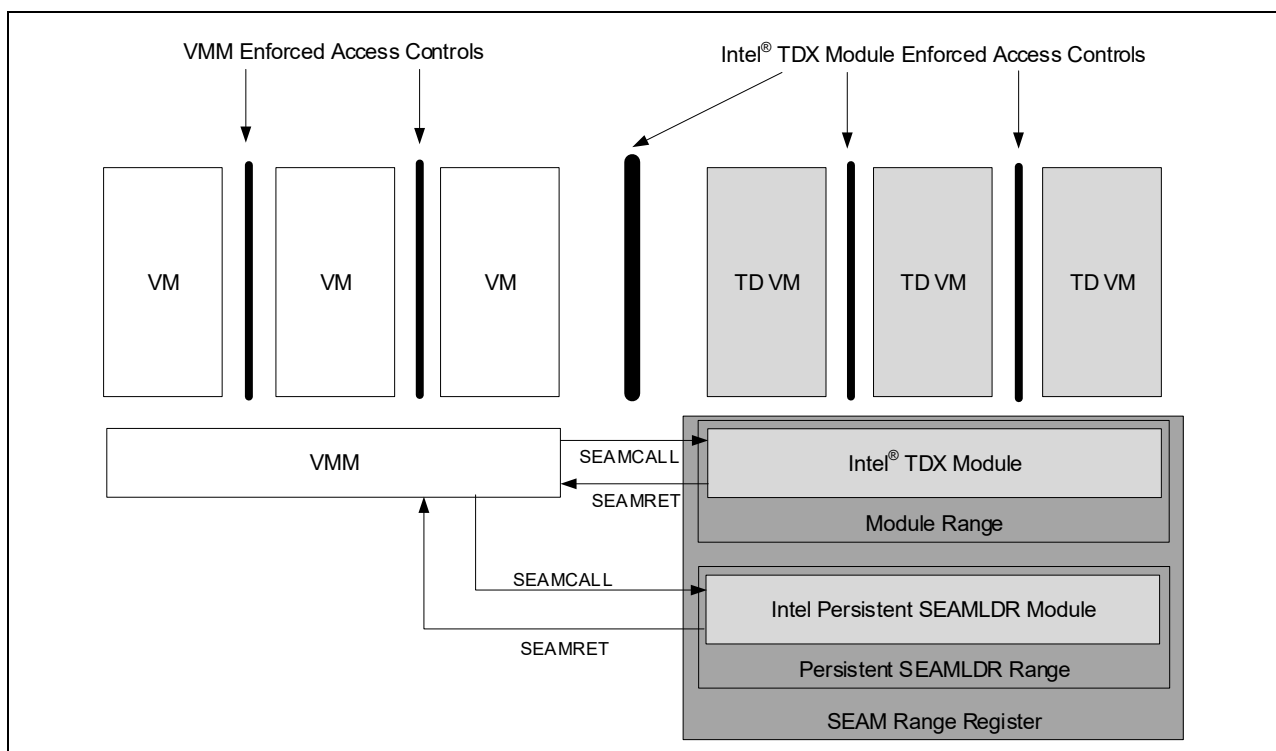 VMM Enforced Access Controls
Intel® TDX Module Enforced Access Controls
VM
VM
VM
TD VM
TD VM
TD VM
VMM
SEAMCALL
SEAMRET
Intel® TDX Module
Module Range
SEAMCALL
SEAMRET
Intel Persistent SEAMLDR Module
Persistent SEAMLDR Range
SEAM Range Register